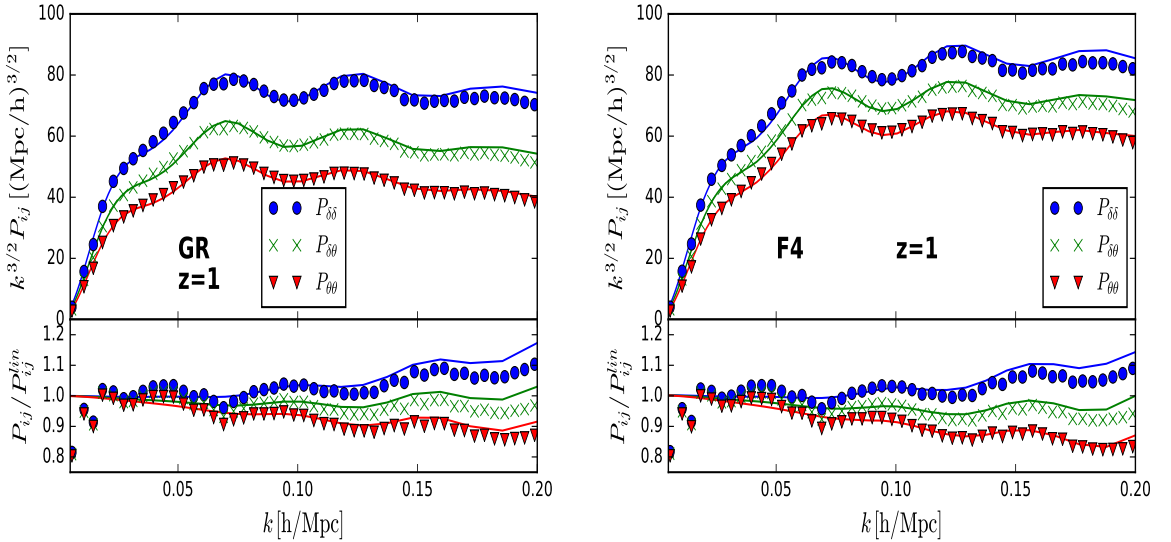 k^{3/2} P_{ij} [(Mpc/h)^{3/2}]
100
80
60
40
20
0
GR
z=1
P_{δδ}
P_{δθ}
P_{θθ}
P_{ij}/P_{ij}^{lin}
1.2
1.1
1.0
0.9
0.8
0.05 0.10 0.15 0.20
k [h/Mpc]
k^{3/2} P_{ij} [(Mpc/h)^{3/2}]
100
80
60
40
20
0
F4 z=1
P_{δδ}
P_{δθ}
P_{θθ}
P_{ij}/P_{ij}^{lin}
1.2
1.1
1.0
0.9
0.8
0.05 0.10 0.15 0.20
k [h/Mpc]